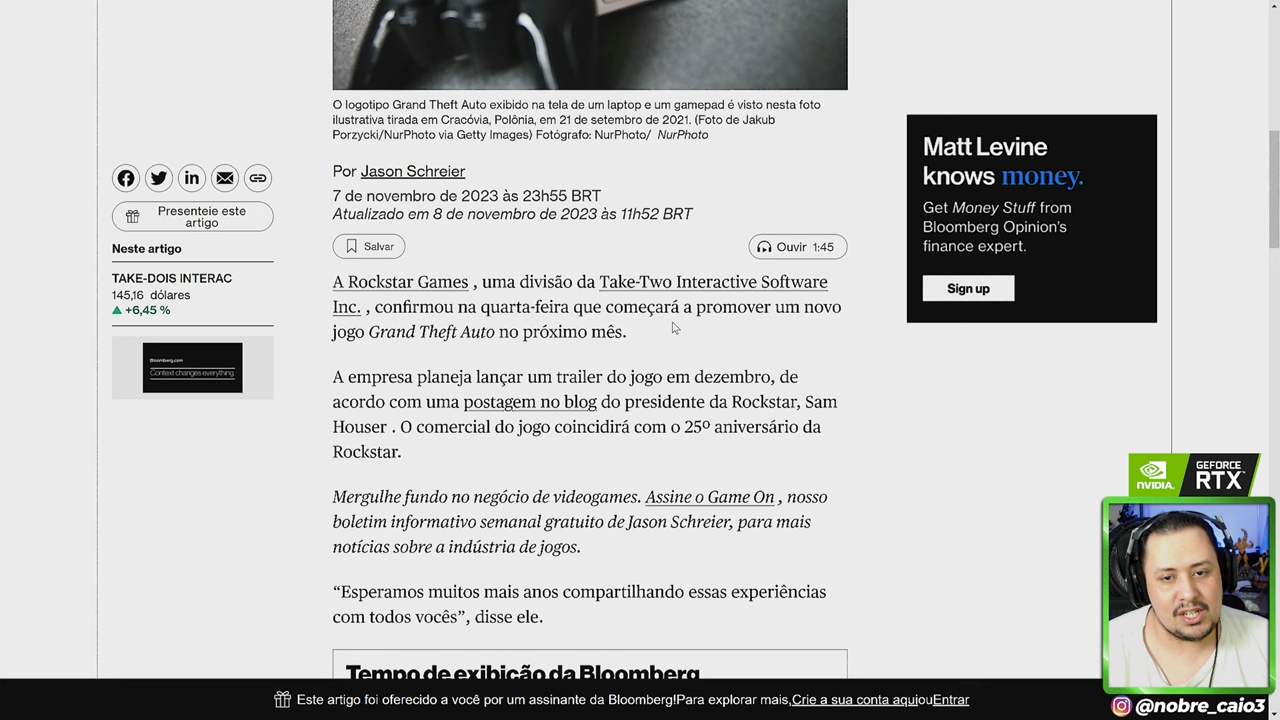 O logotipo Grand Theft Auto exibido na tela de um laptop e um gamepad é visto nesta foto
ilustrativa tirada em Cracóvia, Polônia, em 21 de setembro de 2021. (Foto de Jakub
Porzycki/NurPhoto via Getty Images) Fotógrafo: NurPhoto/ NurPhoto
Por Jason Schreier
7 de novembro de 2023 às 23h55 BRT
Atualizado em 8 de novembro de 2023 às 11h52 BRT
Presenteie este
artigo
Neste artigo
TAKE-DOIS INTERAC
145,16 dólares
+6,45 %
Bloomberg.com
Context changes everything
Salvar
Ouvir 1:45
A Rockstar Games , uma divisão da Take-Two Interactive Software
Inc. , confirmou na quarta-feira que começará a promover um novo
jogo Grand Theft Auto no próximo mês.
A empresa planeja lançar um trailer do jogo em dezembro, de
acordo com uma postagem no blog do presidente da Rockstar, Sam
Houser . O comercial do jogo coincidirá com o 25º aniversário da
Rockstar.
Mergulhe fundo no negócio de videogames. Assine o Game On , nosso
boletim informativo semanal gratuito de Jason Schreier, para mais
notícias sobre a indústria de jogos.
“Esperamos muitos mais anos compartilhando essas experiências
com todos vocês”, disse ele.
Tempo de exibição da Bloomberg
Matt Levine
knows money.
Get Money Stuff from
Bloomberg Opinion's
finance expert.
Sign up
NVIDIA.
GEFORCE
RTX
Este artigo foi oferecido a você por um assinante da Bloomberg!Para explorar mais,Crie a sua conta aquiouEntrar
@nobre_caio3